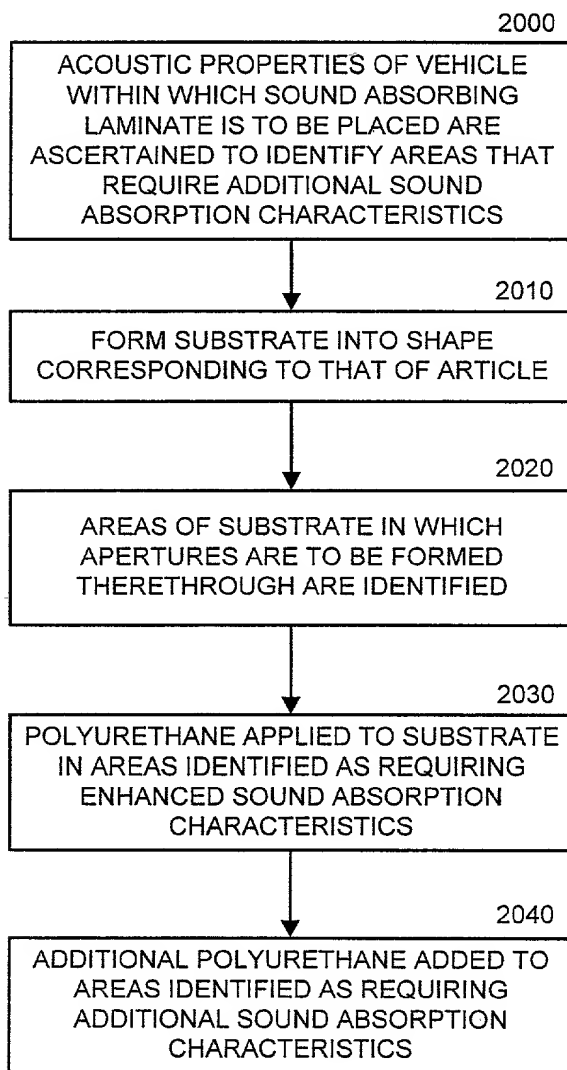 2000
ACOUSTIC PROPERTIES OF VEHICLE
WITHIN WHICH SOUND ABSORBING
LAMINATE IS TO BE PLACED ARE
ASCERTAINED TO IDENTIFY AREAS THAT
REQUIRE ADDITIONAL SOUND
ABSORPTION CHARACTERISTICS
2010
FORM SUBSTRATE INTO SHAPE
CORRESPONDING TO THAT OF ARTICLE
2020
AREAS OF SUBSTRATE IN WHICH
APERTURES ARE TO BE FORMED
THERETHROUGH ARE IDENTIFIED
2030
POLYURETHANE APPLIED TO SUBSTRATE
IN AREAS IDENTIFIED AS REQUIRING
ENHANCED SOUND ABSORPTION
CHARACTERISTICS
2040
ADDITIONAL POLYURETHANE ADDED TO
AREAS IDENTIFIED AS REQUIRING
ADDITIONAL SOUND ABSORPTION
CHARACTERISTICS